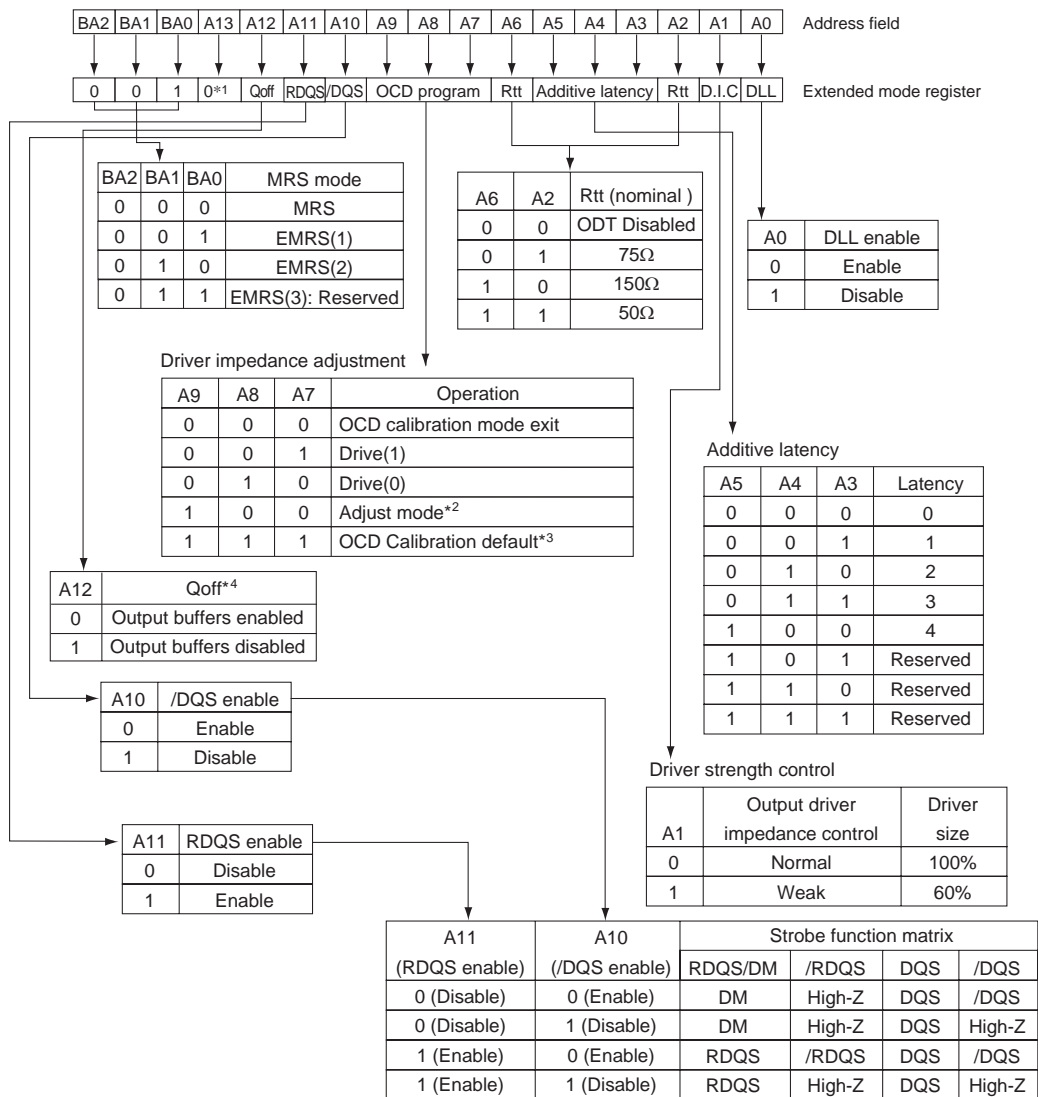 BA2 BA1 BA0 A13 A12 A11 A10 A9 A8 A7 A6 A5 A4 A3 A2 A1 A0 Address field
0 0 1 0*1 Qoff RDQS /DQS OCD program Rtt Additive latency Rtt D.I.C DLL Extended mode register
BA2 BA1 BA0 MRS mode
0 0 0 MRS
0 0 1 EMRS(1)
0 1 0 EMRS(2)
0 1 1 EMRS(3): Reserved
A6 A2 Rtt (nominal )
0 0 ODT Disabled
0 1 75Ω
1 0 150Ω
1 1 50Ω
A0 DLL enable
0 Enable
1 Disable
Driver impedance adjustment
A9 A8 A7 Operation
0 0 0 OCD calibration mode exit
0 0 1 Drive(1)
0 1 0 Drive(0)
1 0 0 Adjust mode*2
1 1 1 OCD Calibration default*3
Additive latency
A5 A4 A3 Latency
0 0 0 0
0 0 1 1
0 1 0 2
0 1 1 3
1 0 0 4
1 0 1 Reserved
1 1 0 Reserved
1 1 1 Reserved
A12 Qoff*4
0 Output buffers enabled
1 Output buffers disabled
A10 /DQS enable
0 Enable
1 Disable
Driver strength control
Output driver Driver
A1 impedance control size
0 Normal 100%
1 Weak 60%
A11 RDQS enable
0 Disable
1 Enable
A11 A10 Strobe function matrix
(RDQS enable) (/DQS enable) RDQS/DM /RDQS DQS /DQS
0 (Disable) 0 (Enable) DM High-Z DQS /DQS
0 (Disable) 1 (Disable) DM High-Z DQS High-Z
1 (Enable) 0 (Enable) RDQS /RDQS DQS /DQS
1 (Enable) 1 (Disable) RDQS High-Z DQS High-Z